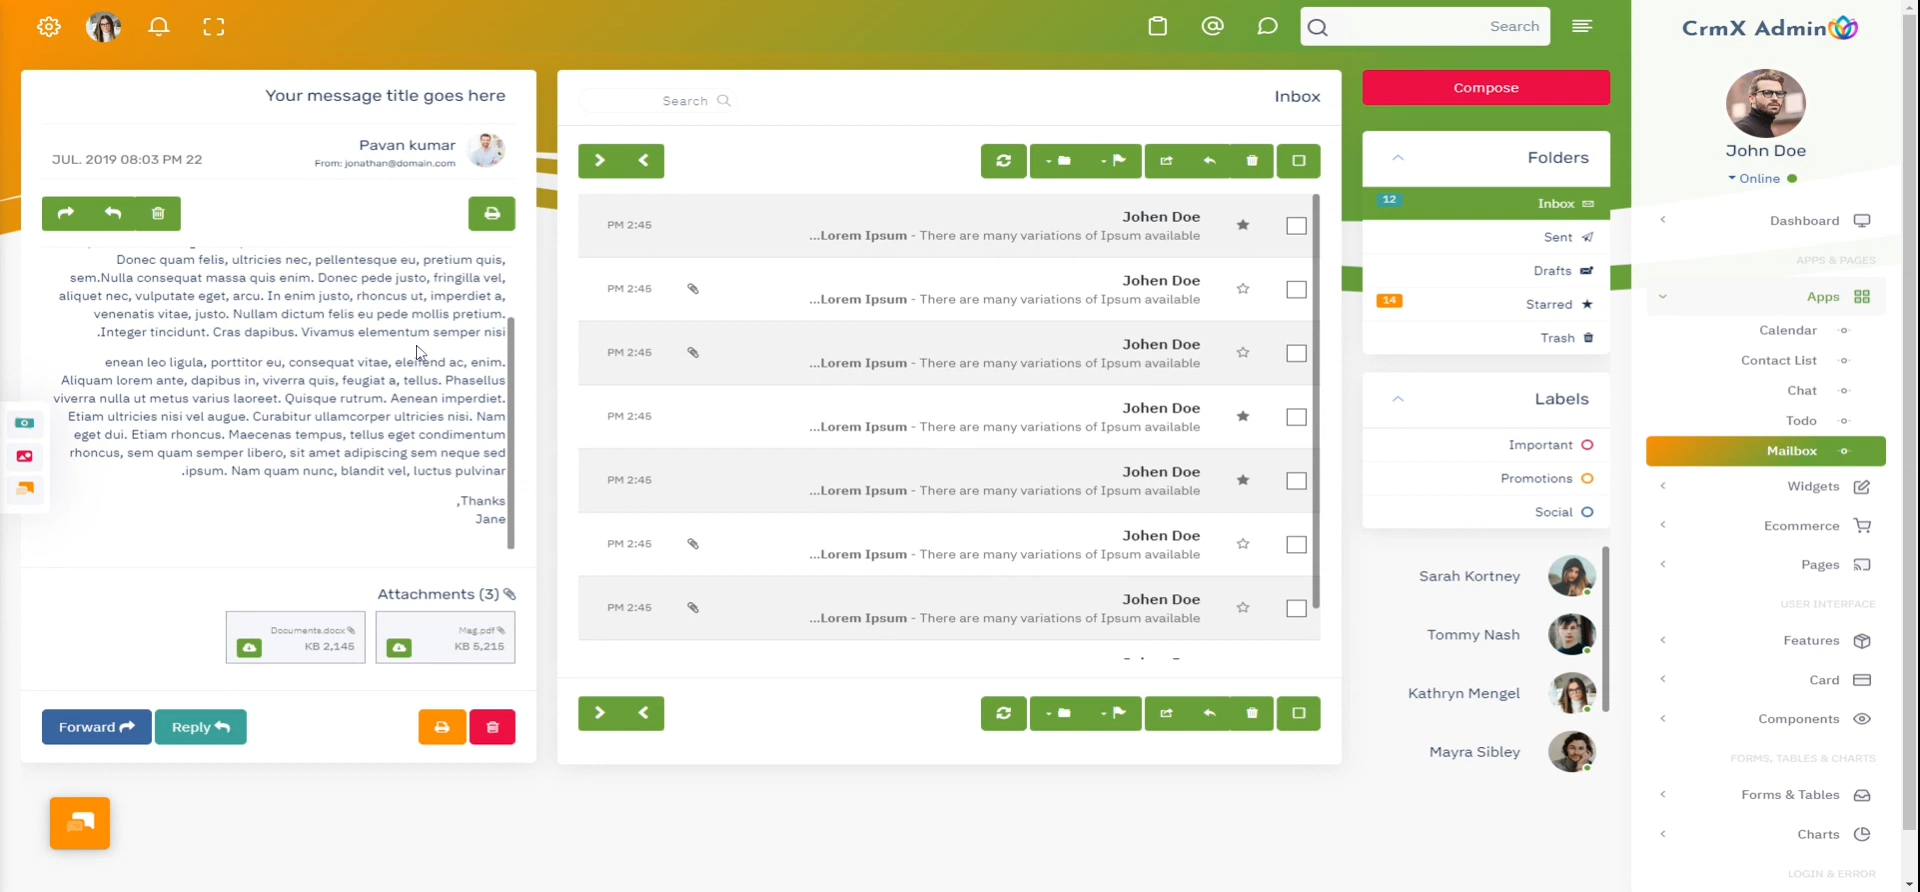 Search
CrmX Admin
John Doe
Online
Dashboard
APPS & PAGES
Apps
Calendar
Contact List
Chat
Todo
Mailbox
Widgets
Ecommerce
Pages
USER INTERFACE
Features
Card
Components
FORMS, TABLES & CHARTS
Forms & Tables
Charts
LOGIN & ERROR
Compose
Folders
12
Inbox
Sent
Drafts
14
Starred
Trash
Labels
Important
Promotions
Social
Sarah Kortney
Tommy Nash
Kathryn Mengel
Mayra Sibley
Inbox
Search
Johen Doe
PM 2:45
...Lorem Ipsum - There are many variations of Ipsum available
Johen Doe
PM 2:45
...Lorem Ipsum - There are many variations of Ipsum available
Johen Doe
PM 2:45
...Lorem Ipsum - There are many variations of Ipsum available
Johen Doe
PM 2:45
...Lorem Ipsum - There are many variations of Ipsum available
Johen Doe
PM 2:45
...Lorem Ipsum - There are many variations of Ipsum available
Johen Doe
PM 2:45
...Lorem Ipsum - There are many variations of Ipsum available
Johen Doe
PM 2:45
...Lorem Ipsum - There are many variations of Ipsum available
Your message title goes here
Pavan kumar
From: jonathan@domain.com
JUL. 2019 08:03 PM 22
Donec quam felis, ultricies nec, pellentesque eu, pretium quis,
sem.Nulla consequat massa quis enim. Donec pede justo, fringilla vel,
aliquet nec, vulputate eget, arcu. In enim justo, rhoncus ut, imperdiet a,
venenatis vitae, justo. Nullam dictum felis eu pede mollis pretium.
.Integer tincidunt. Cras dapibus. Vivamus elementum semper nisi
enean leo ligula, porttitor eu, consequat vitae, eleifend ac, enim.
Aliquam lorem ante, dapibus in, viverra quis, feugiat a, tellus. Phasellus
viverra nulla ut metus varius laoreet. Quisque rutrum. Aenean imperdiet.
Etiam ultricies nisi vel augue. Curabitur ullamcorper ultricies nisi. Nam
eget dui. Etiam rhoncus. Maecenas tempus, tellus eget condimentum
rhoncus, sem quam semper libero, sit amet adipiscing sem neque sed
.ipsum. Nam quam nunc, blandit vel, luctus pulvinar
,Thanks
Jane
Attachments (3)
Documents.docx
KB 2,145
Mag.pdf
KB 5,215
Forward
Reply